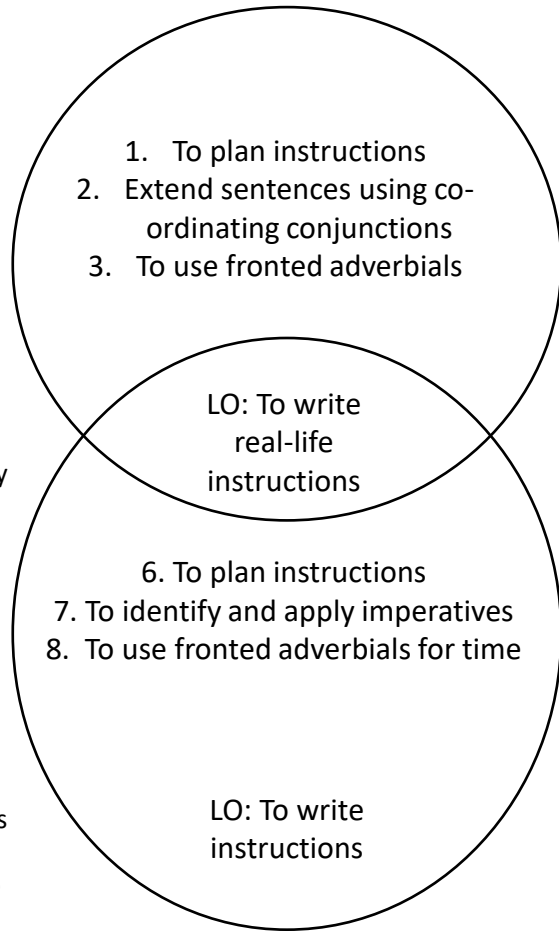 1. To plan instructions
2. Extend sentences using co-
ordinating conjunctions
3. To use fronted adverbials
LO: To write
real-life
instructions
y
6. To plan instructions
7. To identify and apply imperatives
8. To use fronted adverbials for time
s
LO: To write
instructions